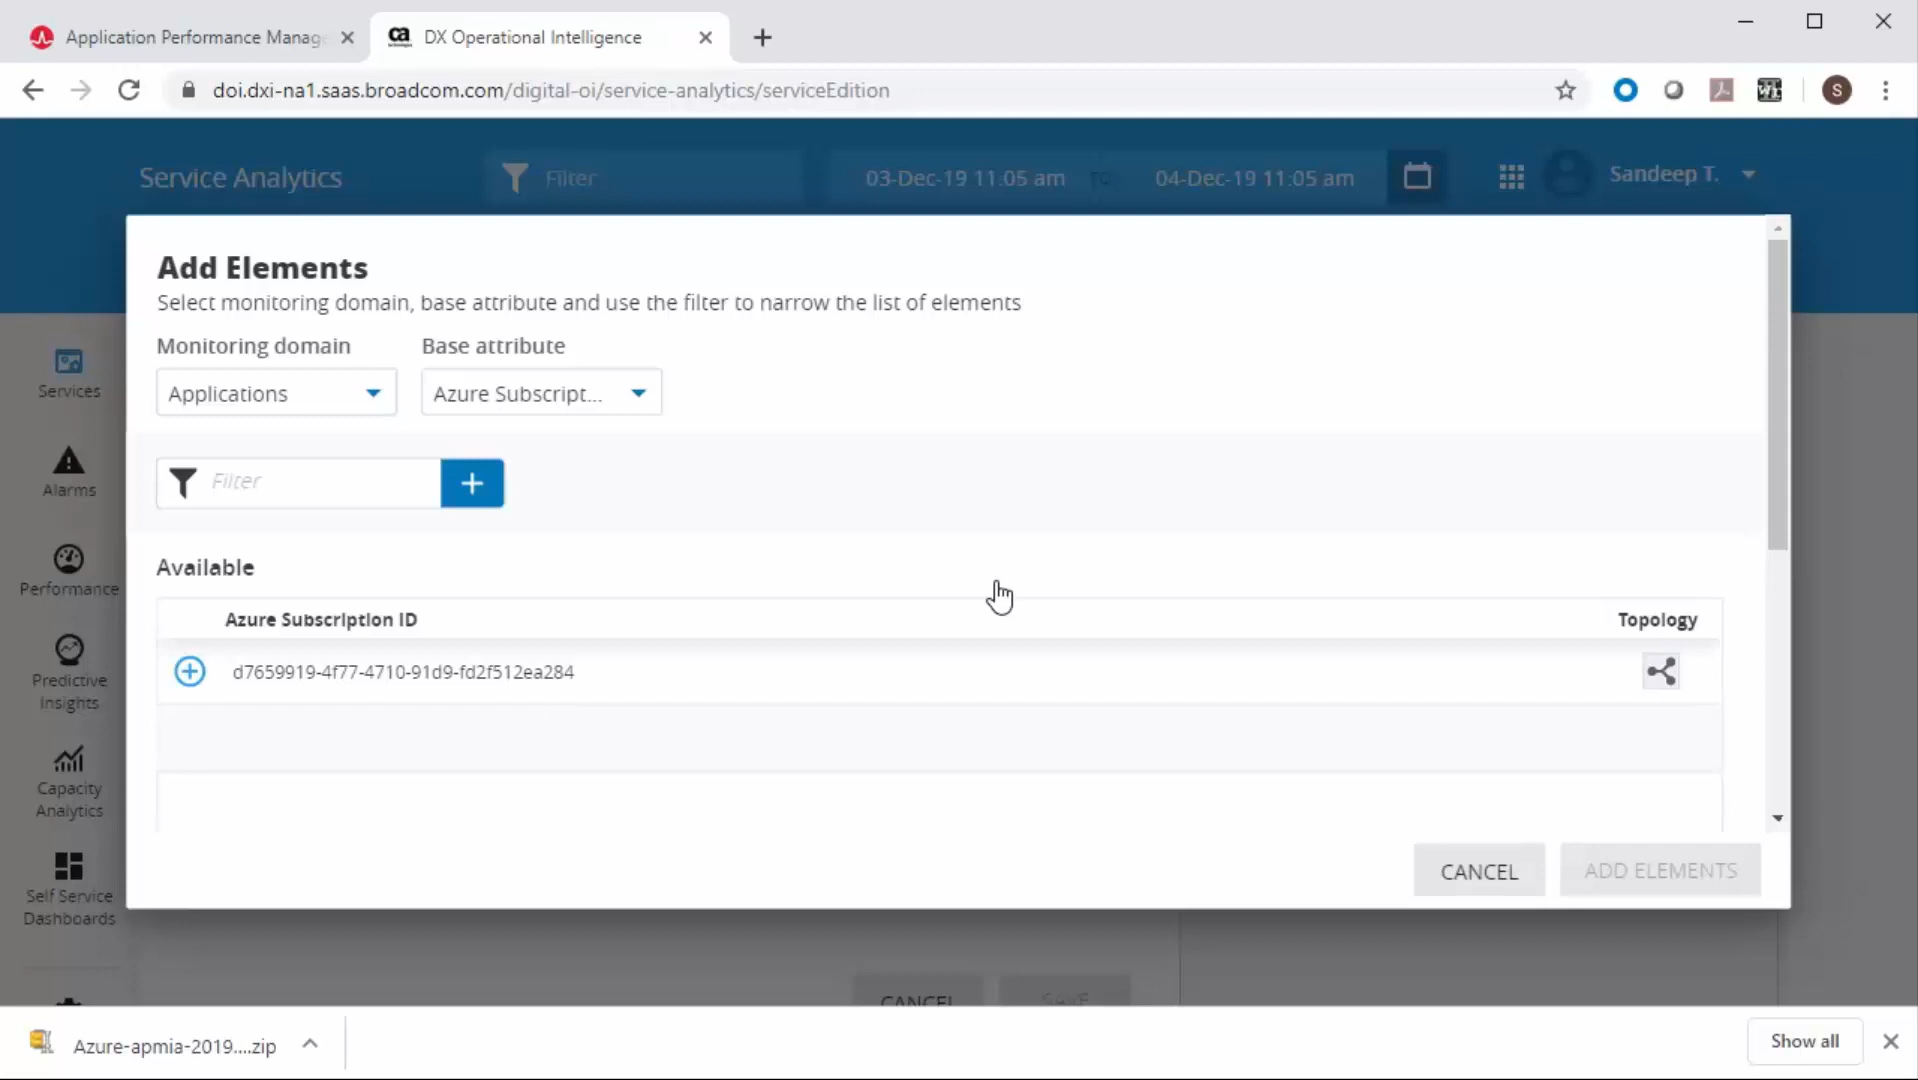 Application Performance Manag
ca
DX Operational Intelligence
doi.dxi-na1.saas.broadcom.com/digital-oi/service-analytics/serviceEdition
S
Service Analytics
Filter
03-Dec-19 11:05 am
TO
04-Dec-19 11:05 am
Sandeep T.
Add Elements
Select monitoring domain, base attribute and use the filter to narrow the list of elements
Monitoring domain
Base attribute
Applications
Azure Subscript...
Filter
Available
Azure Subscription ID
Topology
d7659919-4f77-4710-91d9-fd2f512ea284
CANCEL
ADD ELEMENTS
Services
Alarms
Performance
Predictive
Insights
Capacity
Analytics
Self Service
Dashboards
CANCEL
SAVE
Azure-apmia-2019....zip
Show all